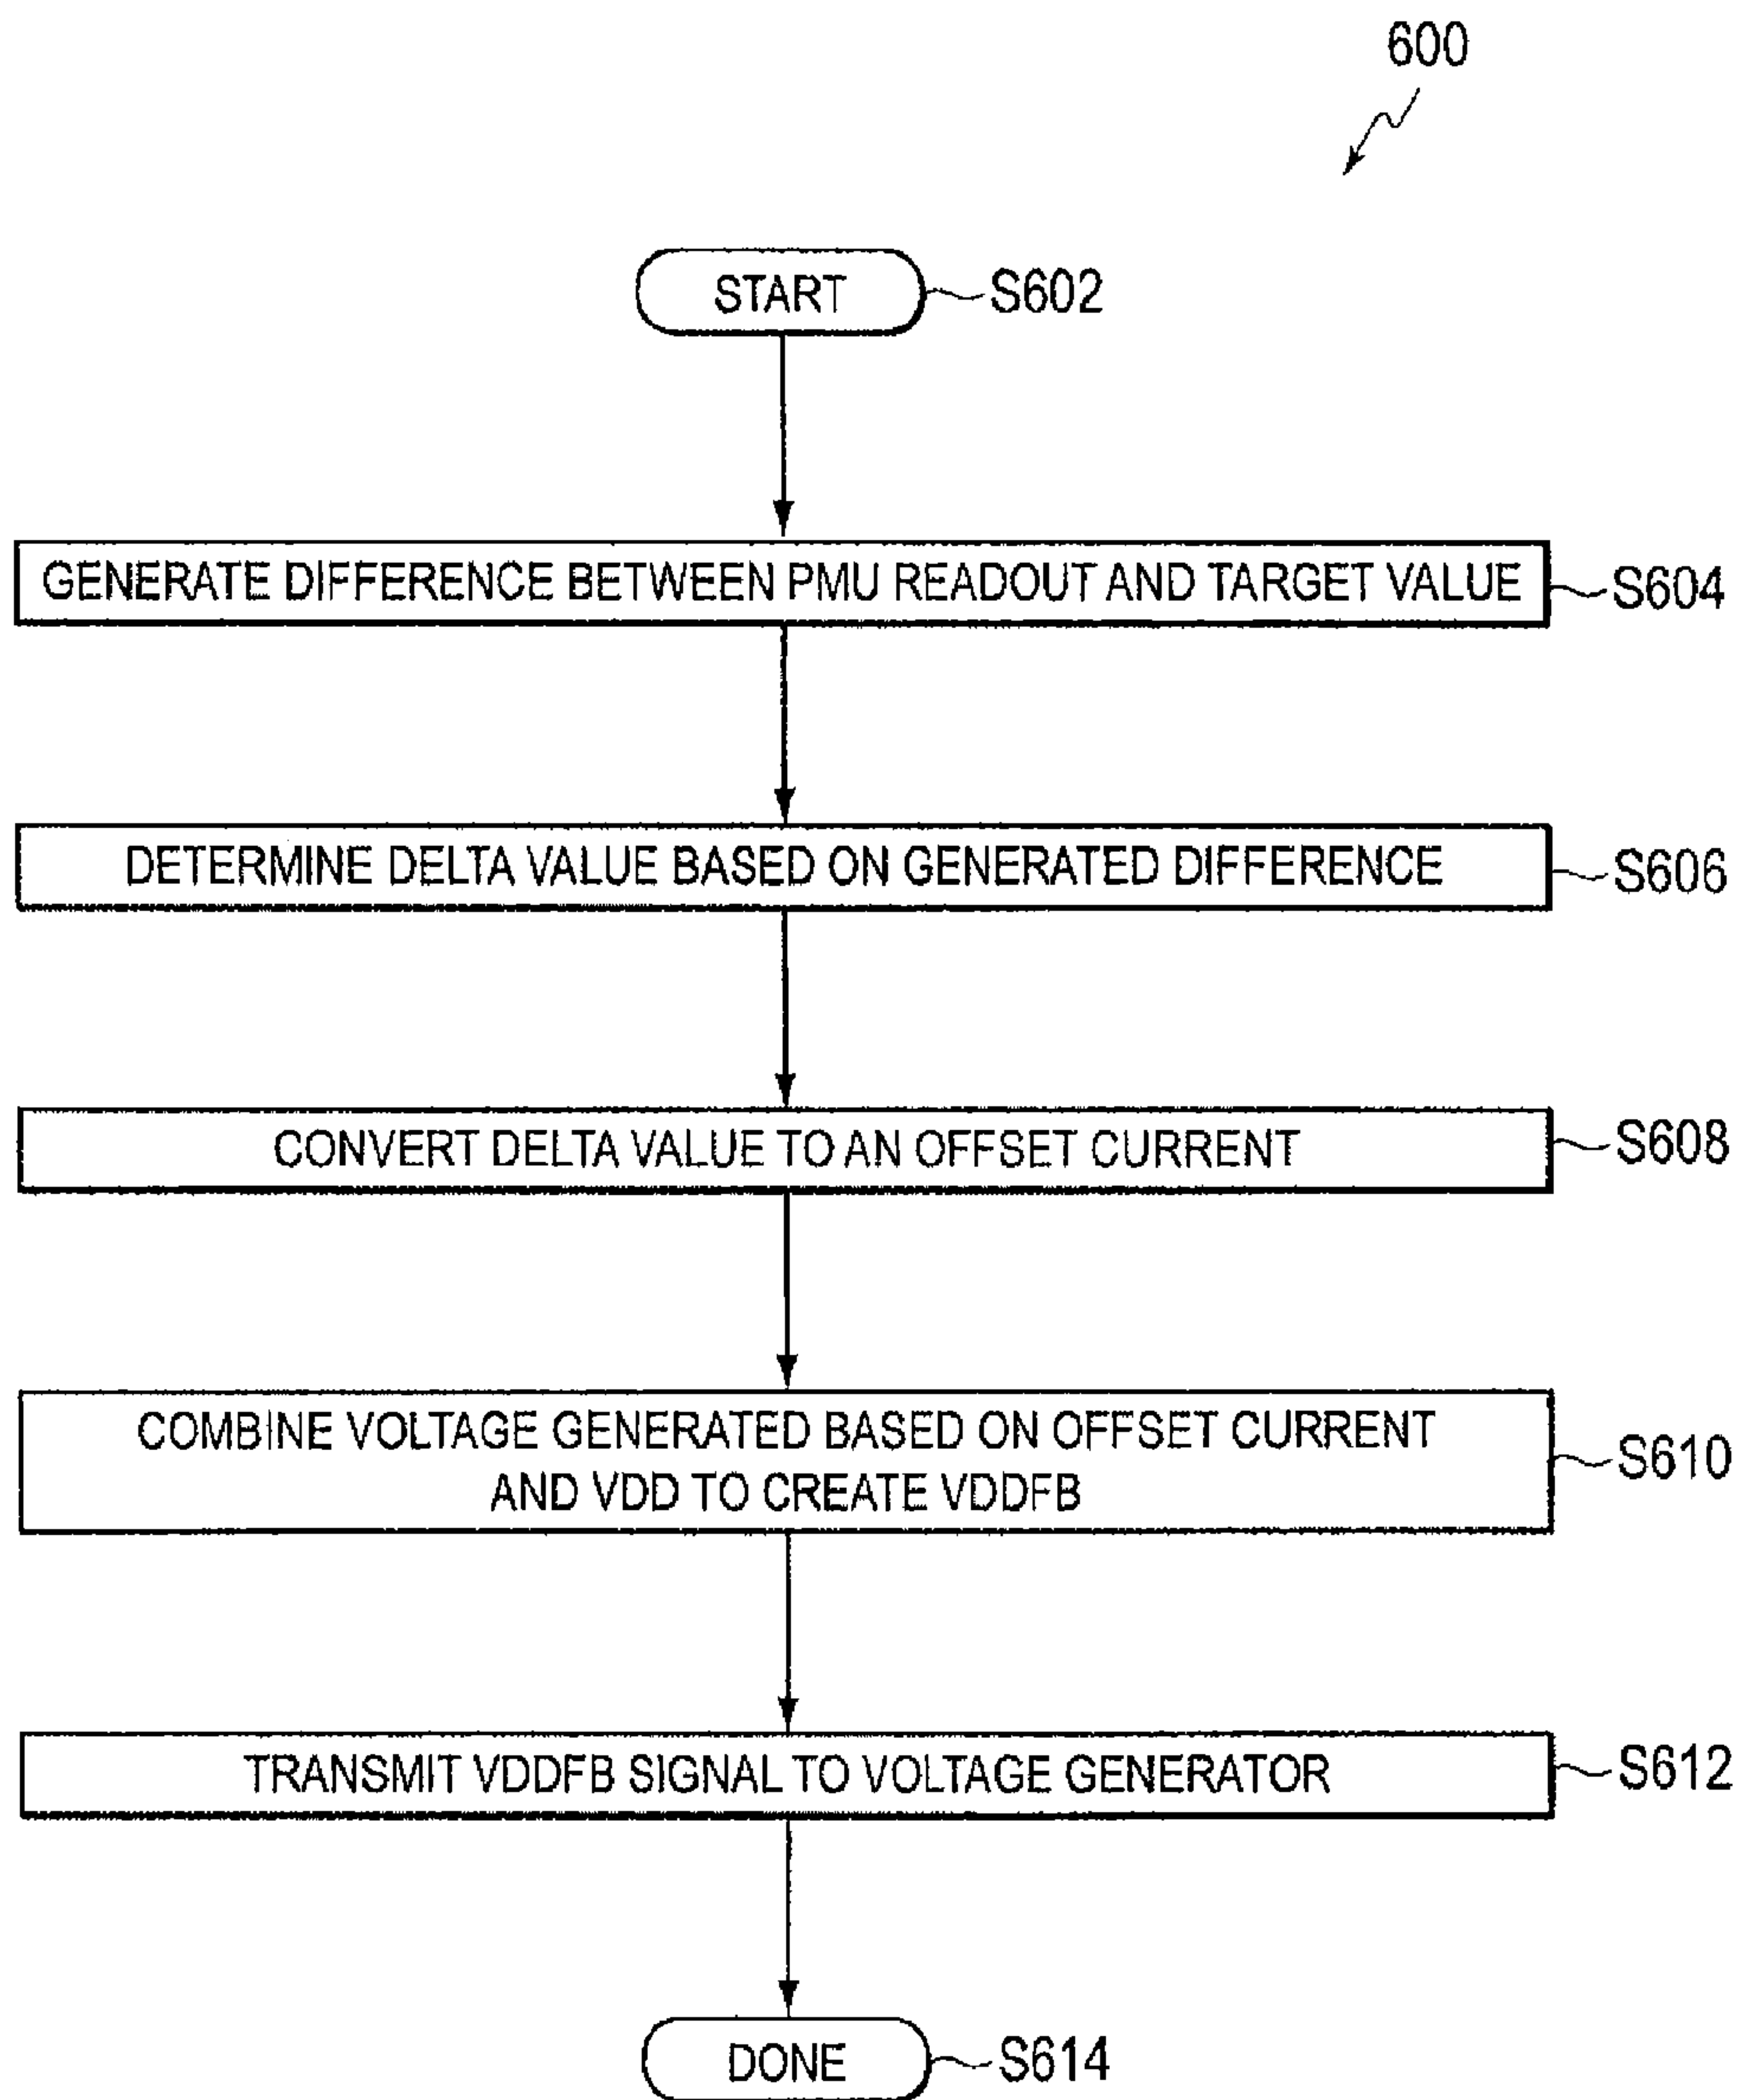 600
START
S602
GENERATE DIFFERENCE BETWEEN PMU READOUT AND TARGET VALUE
S604
DETERMINE DELTA VALUE BASED ON GENERATED DIFFERENCE
S606
CONVERT DELTA VALUE TO AN OFFSET CURRENT
S608
COMBINE VOLTAGE GENERATED BASED ON OFFSET CURRENT
AND VDD TO CREATE VDDFB
S610
TRANSMIT VDDFB SIGNAL TO VOLTAGE GENERATOR
S612
DONE
S614